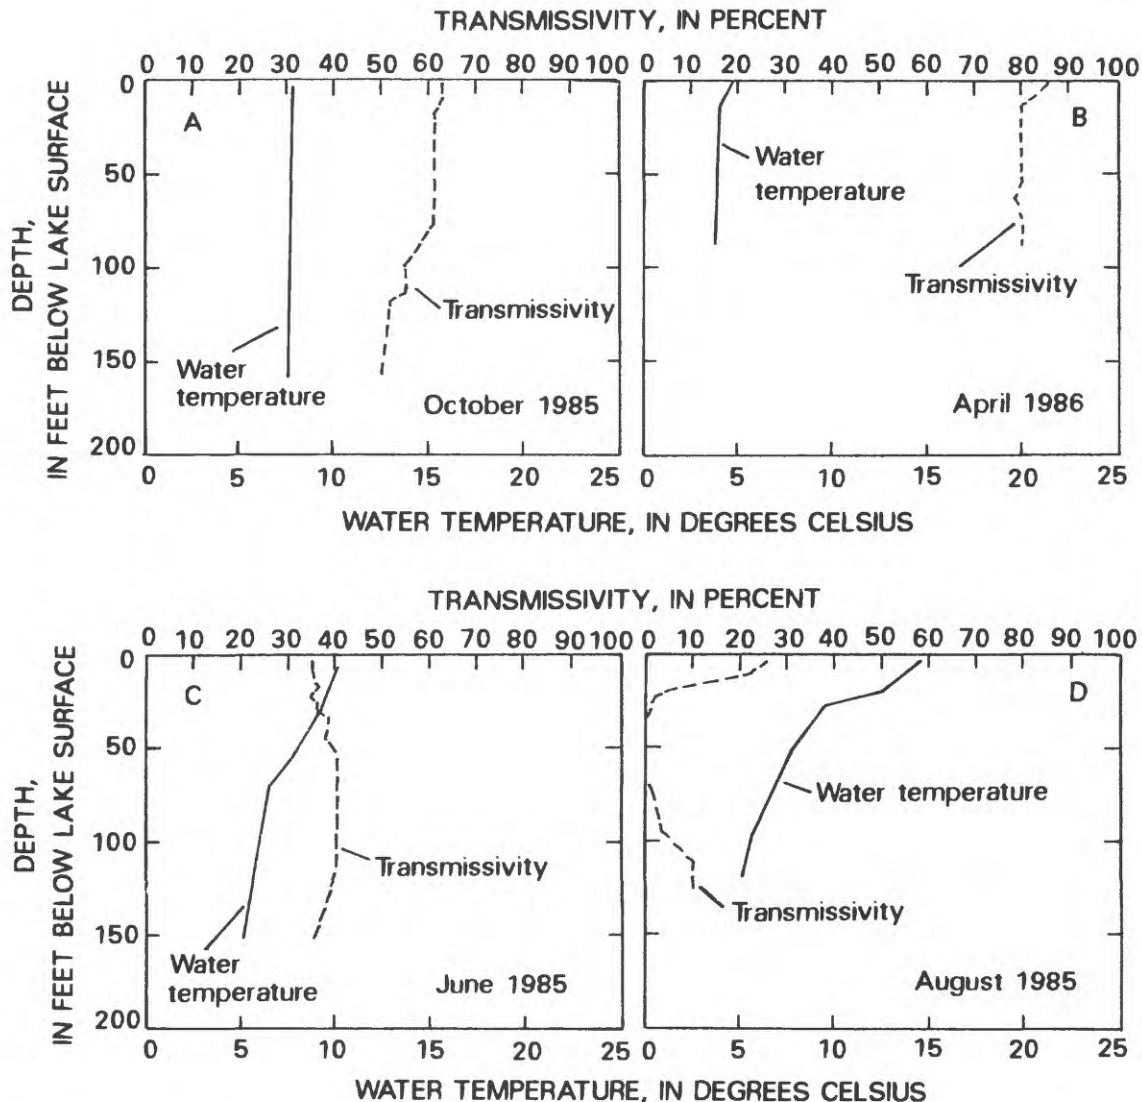 TRANSMISSIVITY, IN PERCENT
0 10 20 30 40 50 60 70 80 90 100
0 10 20 30 40 50 60 70 80 90 100
DEPTH,
IN FEET BELOW LAKE SURFACE
0
50
100
150
200
A
Transmissivity
Water
temperature
October 1985
B
Water
temperature
Transmissivity
April 1986
0 5 10 15 20 25
0 5 10 15 20 25
WATER TEMPERATURE, IN DEGREES CELSIUS
TRANSMISSIVITY, IN PERCENT
0 10 20 30 40 50 60 70 80 90 100
0 10 20 30 40 50 60 70 80 90 100
DEPTH,
IN FEET BELOW LAKE SURFACE
0
50
100
150
200
C
Transmissivity
Water
temperature
June 1985
D
Water temperature
Transmissivity
August 1985
0 5 10 15 20 25
0 5 10 15 20 25
WATER TEMPERATURE, IN DEGREES CELSIUS